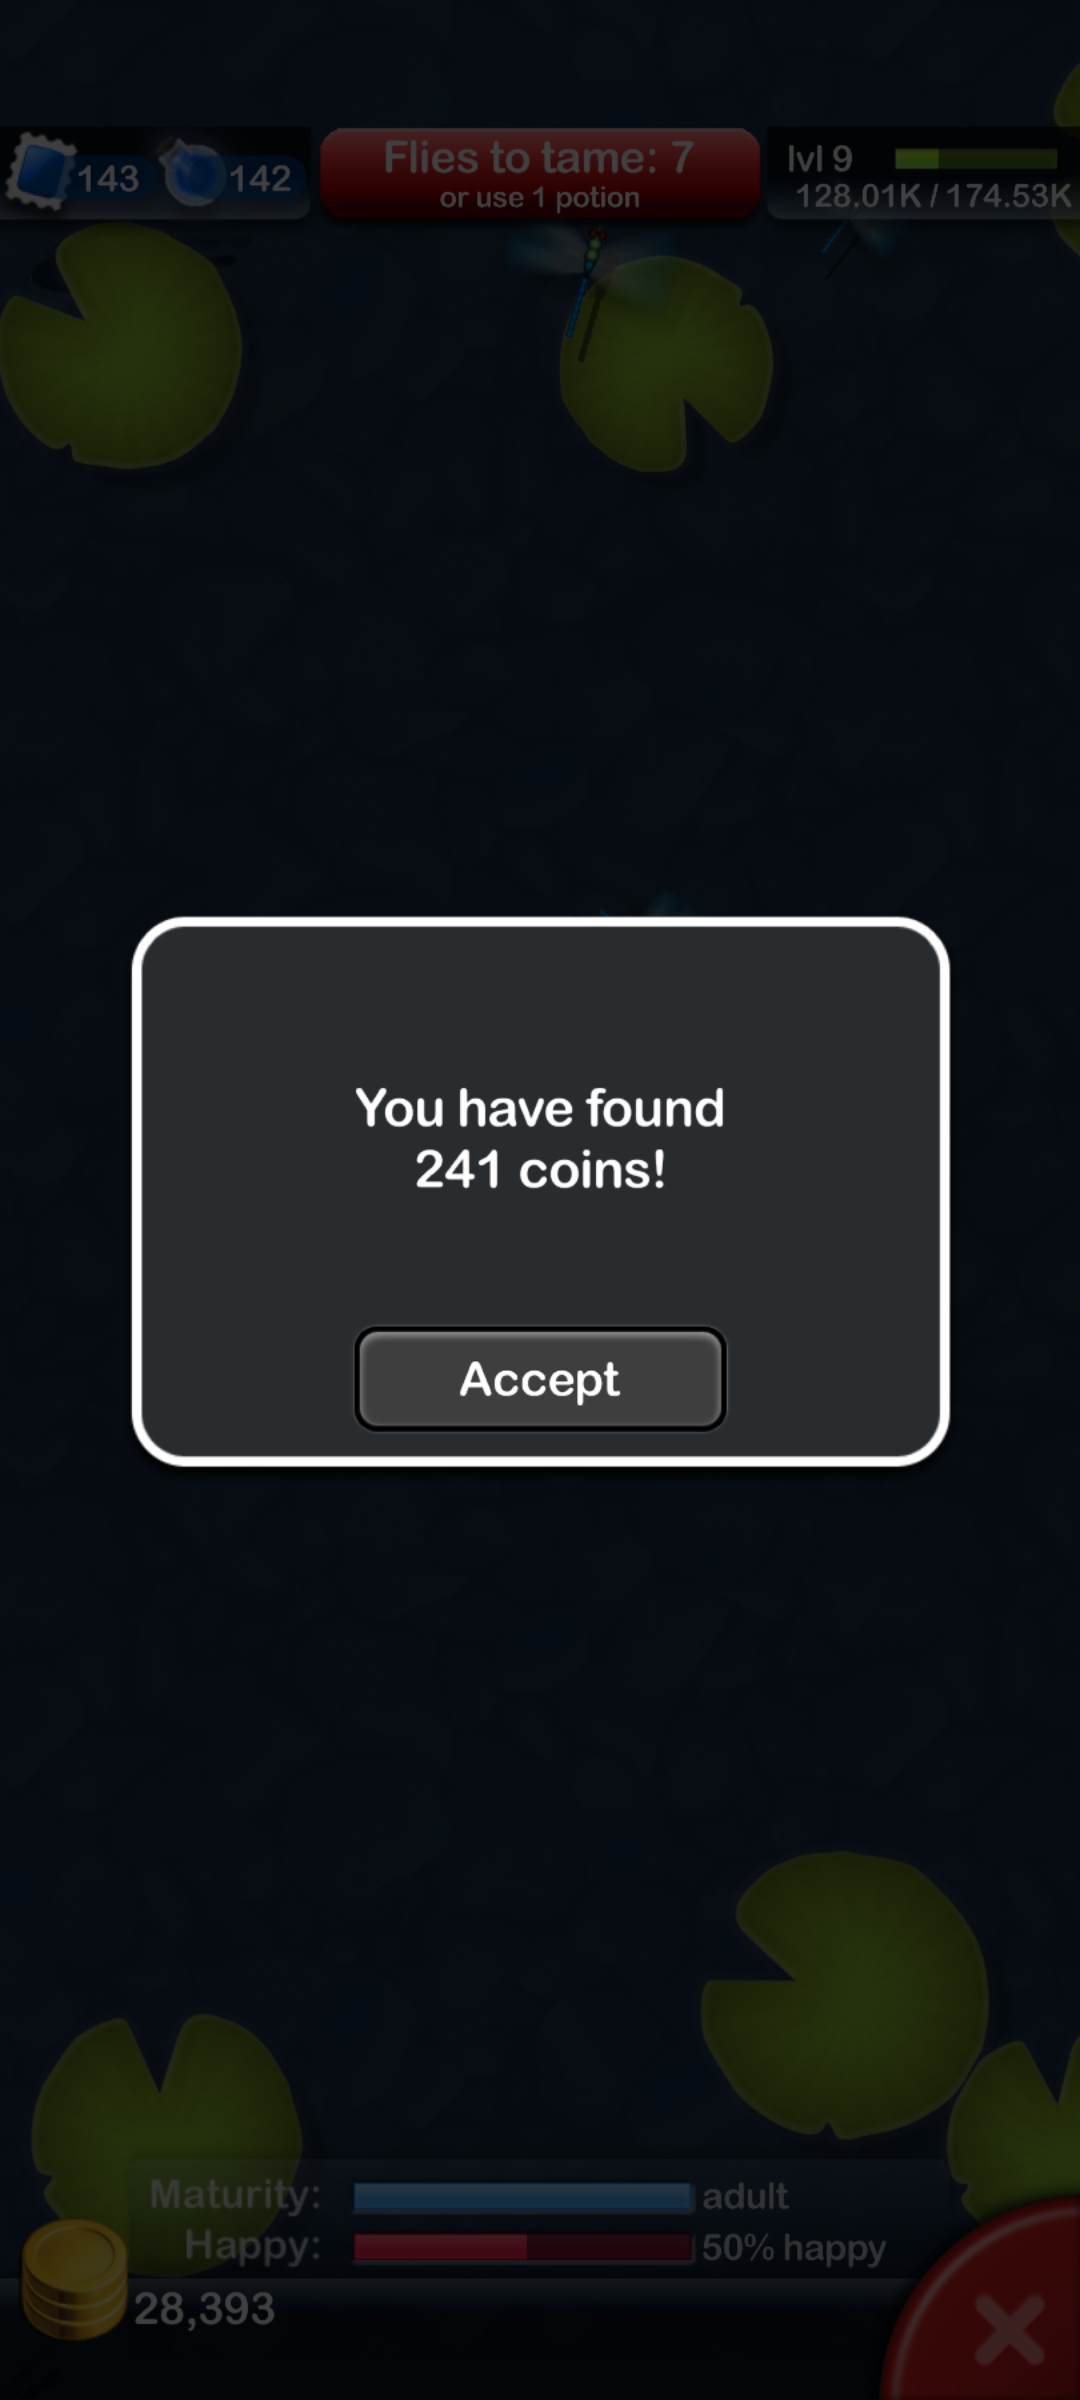 143
142
Flies to tame: 7
or use 1 potion
lvl 9
128.01K / 174.53K
You have found
241 coins!
Accept
Maturity:
adult
Happy:
50% happy
28,393